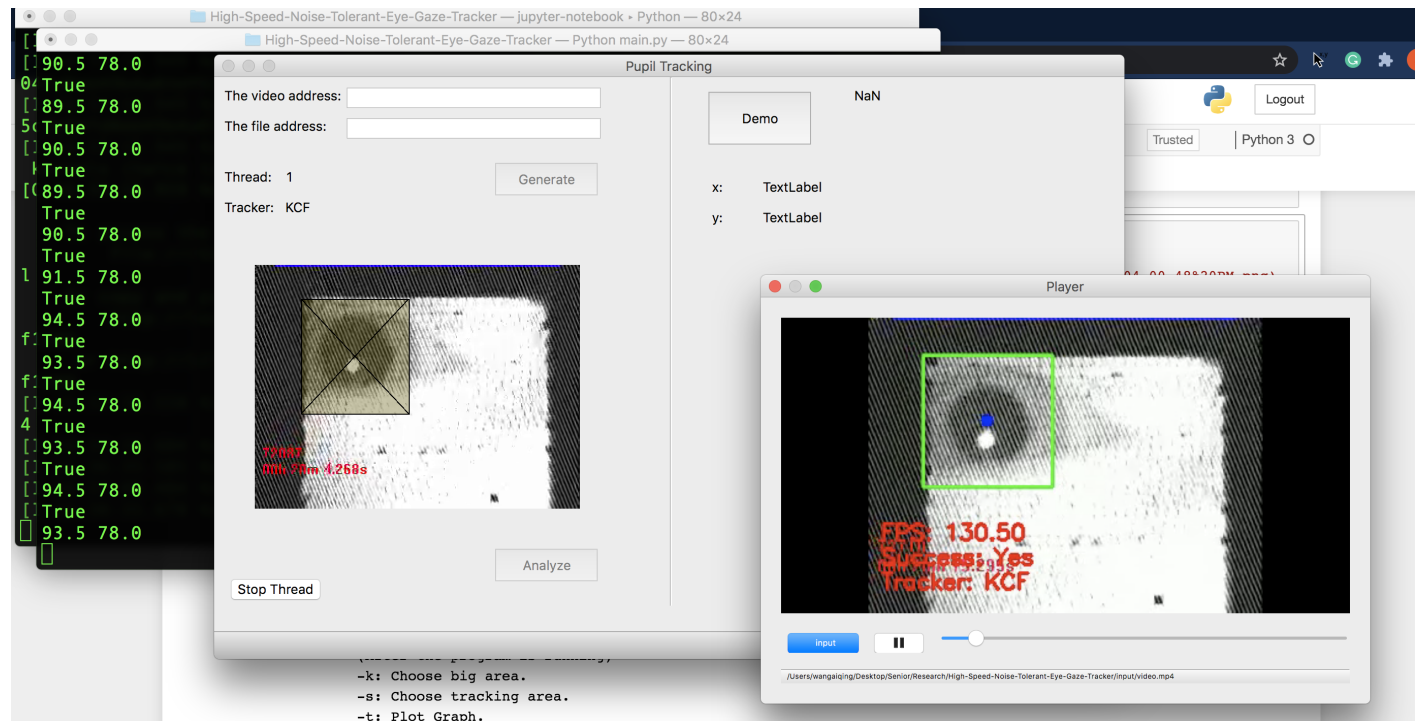 High-Speed-Noise-Tolerant-Eye-Gaze-Tracker — jupyter-notebook • Python — 80×24
High-Speed-Noise-Tolerant-Eye-Gaze-Tracker — Python main.py — 80×24
90.5 78.0
True
89.5 78.0
True
90.5 78.0
True
89.5 78.0
True
90.5 78.0
True
91.5 78.0
True
94.5 78.0
True
93.5 78.0
True
94.5 78.0
True
93.5 78.0
True
94.5 78.0
True
93.5 78.0
Pupil Tracking
The video address:
The file address:
Thread: 1
Generate
Tracker: KCF
Analyze
Stop Thread
Demo
NaN
x: TextLabel
y: TextLabel
Logout
Trusted
Python 3
Player
FPS: 130.50
Success: Yes
Tracker: KCF
input
/Users/wangaiqing/Desktop/Senior/Research/High-Speed-Noise-Tolerant-Eye-Gaze-Tracker/input/video.mp4
-k: Choose big area.
-s: Choose tracking area.
-t: Plot Graph.